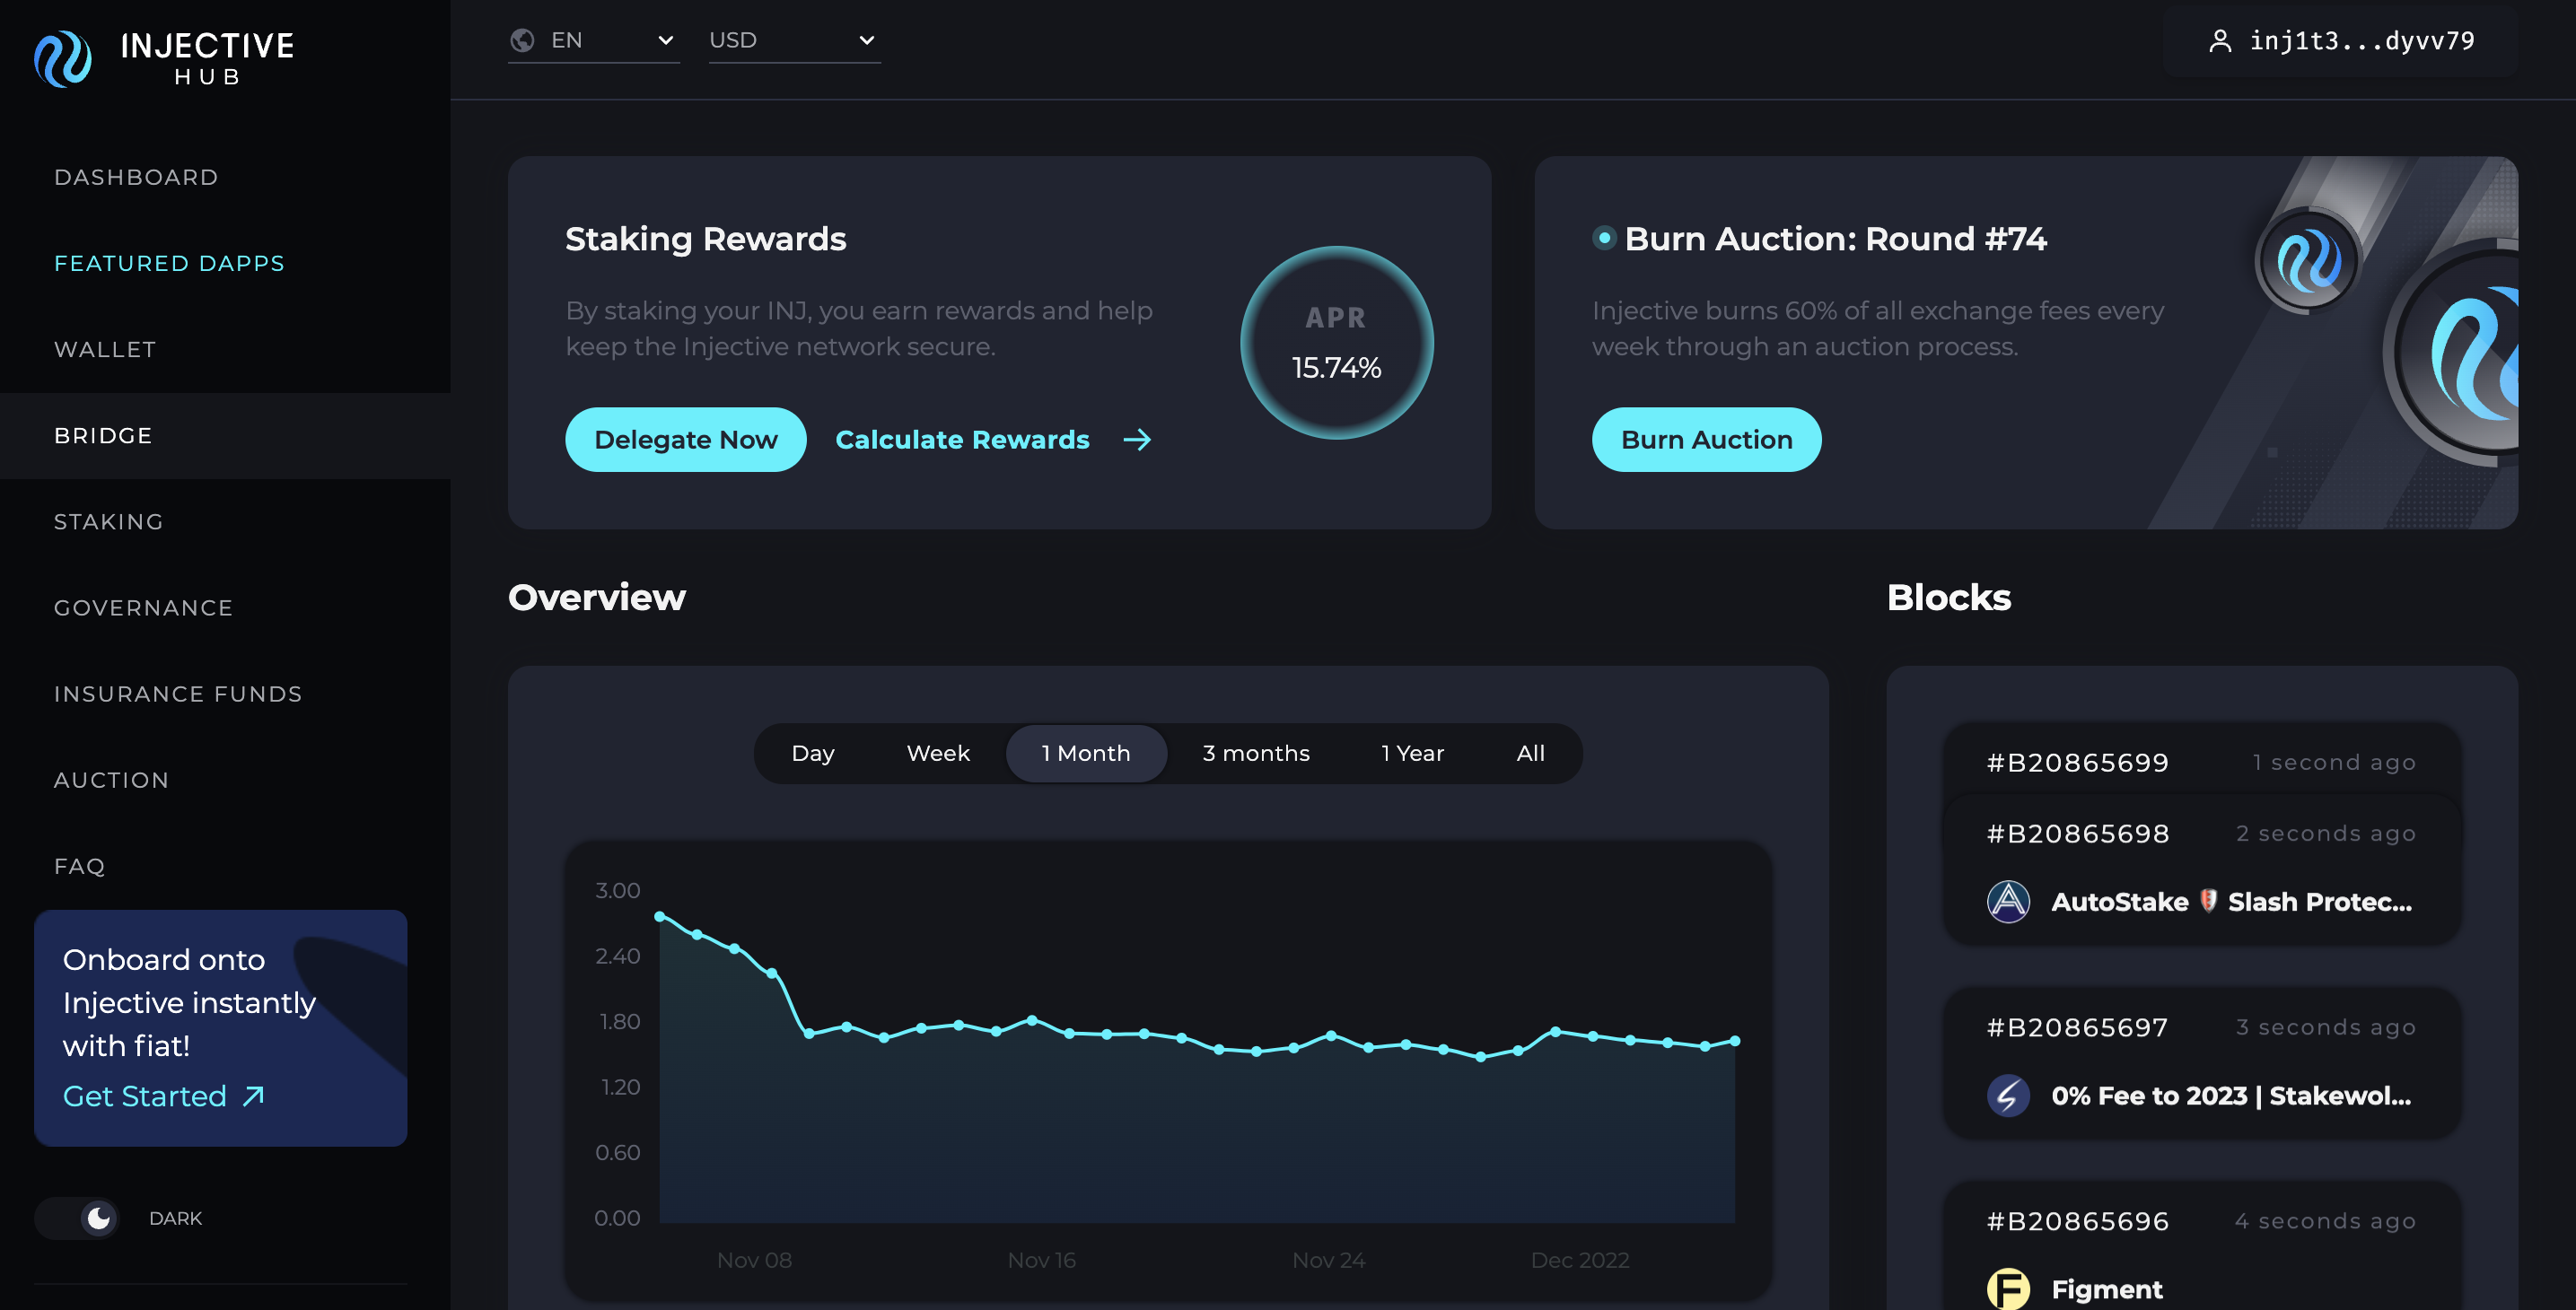 INJECTIVE
HUB
EN
USD
inj1t3...dyvv79
DASHBOARD
FEATURED DAPPS
WALLET
BRIDGE
STAKING
GOVERNANCE
INSURANCE FUNDS
AUCTION
FAQ
Onboard onto
Injective instantly
with fiat!
Get Started
DARK
Staking Rewards
By staking your INJ, you earn rewards and help
keep the Injective network secure.
Delegate Now
Calculate Rewards
APR
15.74%
Burn Auction: Round #74
Injective burns 60% of all exchange fees every
week through an auction process.
Burn Auction
Overview
Day Week 1 Month 3 months 1 Year All
3.00
2.40
1.80
1.20
0.60
0.00
Nov 08 Nov 16 Nov 24 Dec 2022
Blocks
#B20865699 1 second ago
#B20865698 2 seconds ago
AutoStake 🛡 Slash Protec...
#B20865697 3 seconds ago
0% Fee to 2023 | Stakewol...
#B20865696 4 seconds ago
Figment